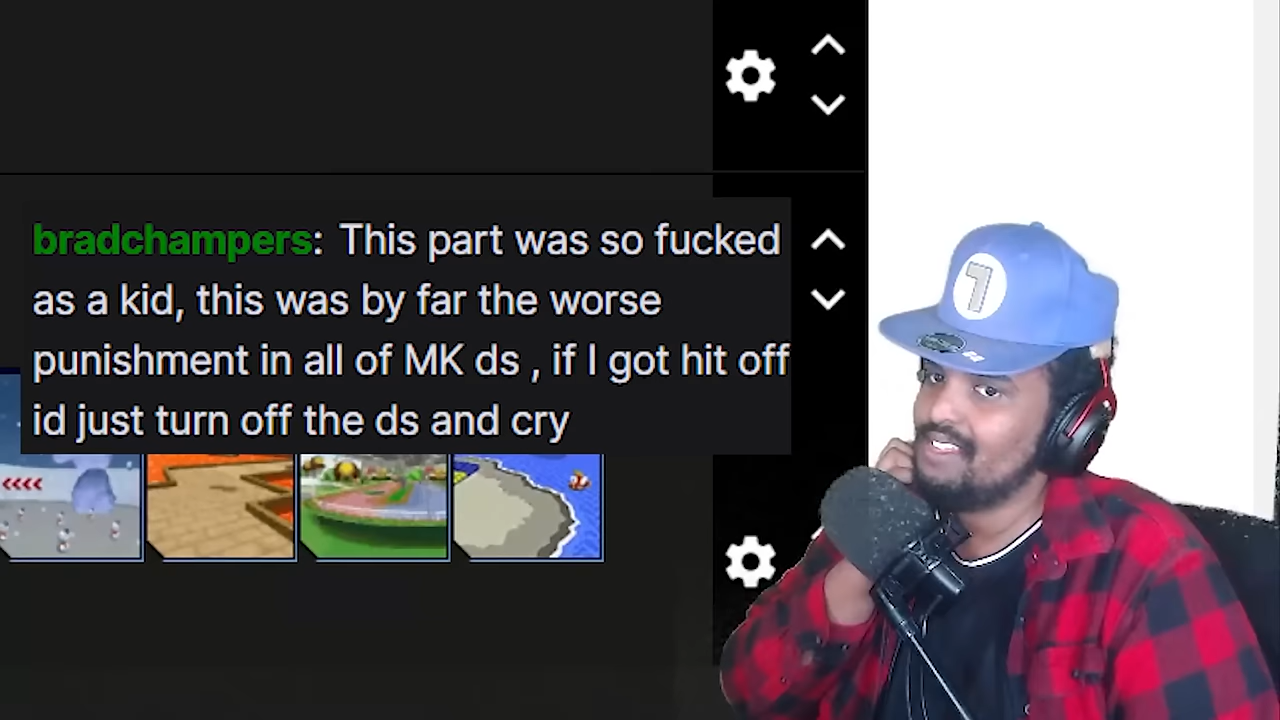 bradchampers: This part was so fucked
as a kid, this was by far the worse
punishment in all of MK ds , if I got hit off
id just turn off the ds and cry
7